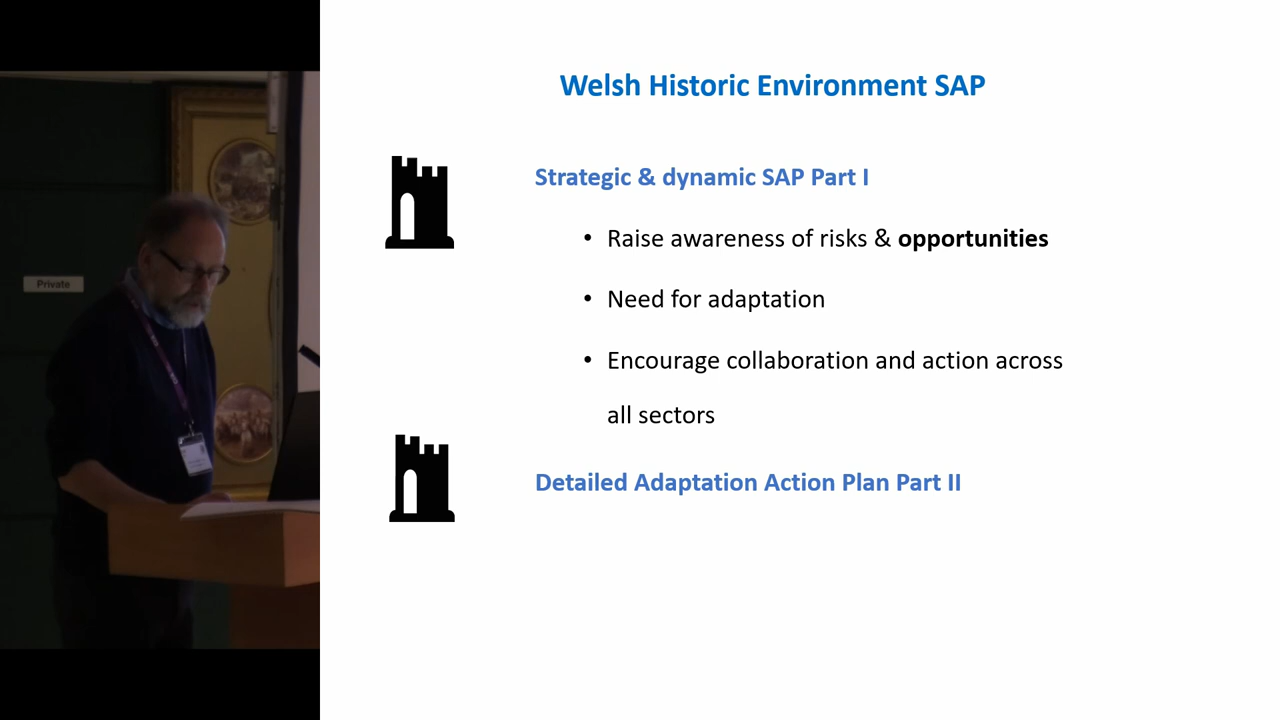 Welsh Historic Environment SAP
Strategic & dynamic SAP Part I
• Raise awareness of risks & opportunities
• Need for adaptation
• Encourage collaboration and action across
all sectors
Detailed Adaptation Action Plan Part II
Private